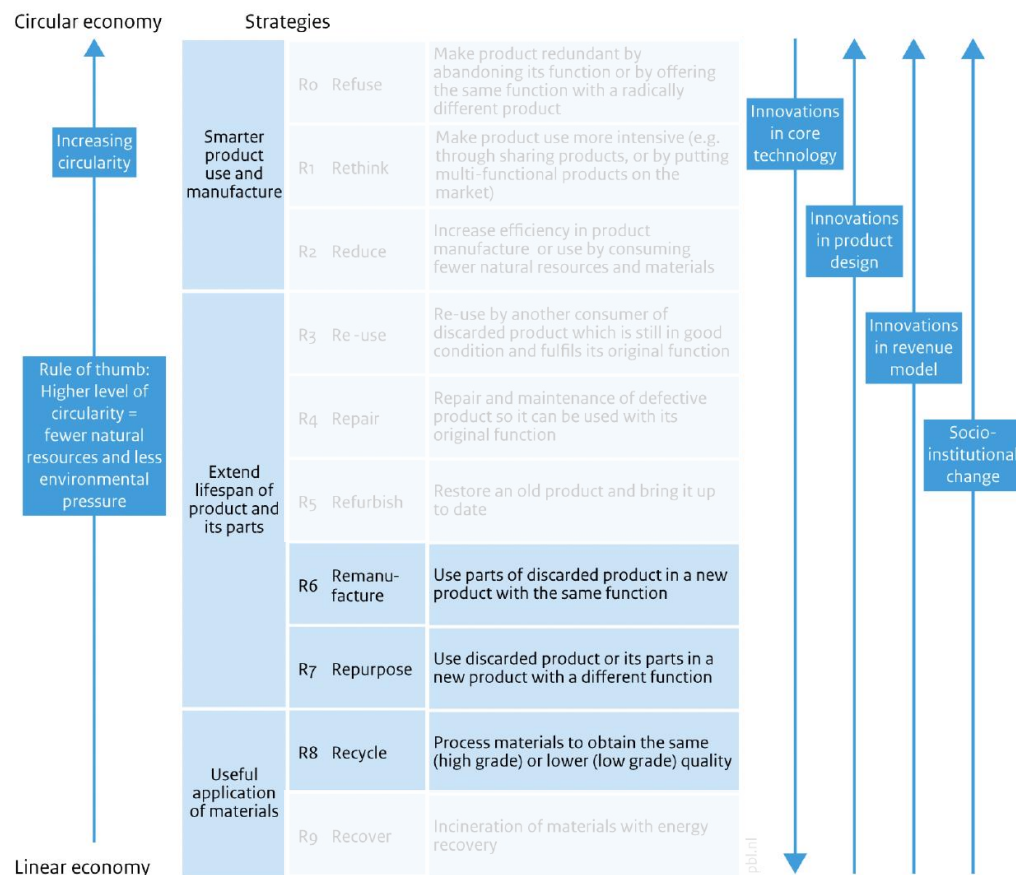 Circular economy
Strategies
Increasing
circularity
Rule of thumb:
Higher level of
circularity =
fewer natural
resources and less
environmental
pressure
Linear economy
Smarter
product
use and
manufacture
R0 Refuse
Make product redundant by
abandoning its function or by offering
the same function with a radically
different product
R1 Rethink
Make product use more intensive (e.g.
through sharing products, or by putting
multi-functional products on the
market)
R2 Reduce
Increase efficiency in product
manufacture or use by consuming
fewer natural resources and materials
Extend
lifespan of
product and
its parts
R3 Re-use
Re-use by another consumer of
discarded product which is still in good
condition and fulfils its original function
R4 Repair
Repair and maintenance of defective
product so it can be used with its
original function
R5 Refurbish
Restore an old product and bring it up
to date
R6 Remanu-
facture
Use parts of discarded product in a new
product with the same function
R7 Repurpose
Use discarded product or its parts in a
new product with a different function
Useful
application
of materials
R8 Recycle
Process materials to obtain the same
(high grade) or lower (low grade) quality
R9 Recover
Incineration of materials with energy
recovery
pbl.nl
Innovations
in core
technology
Innovations
in product
design
Innovations
in revenue
model
Socio-
institutional
change